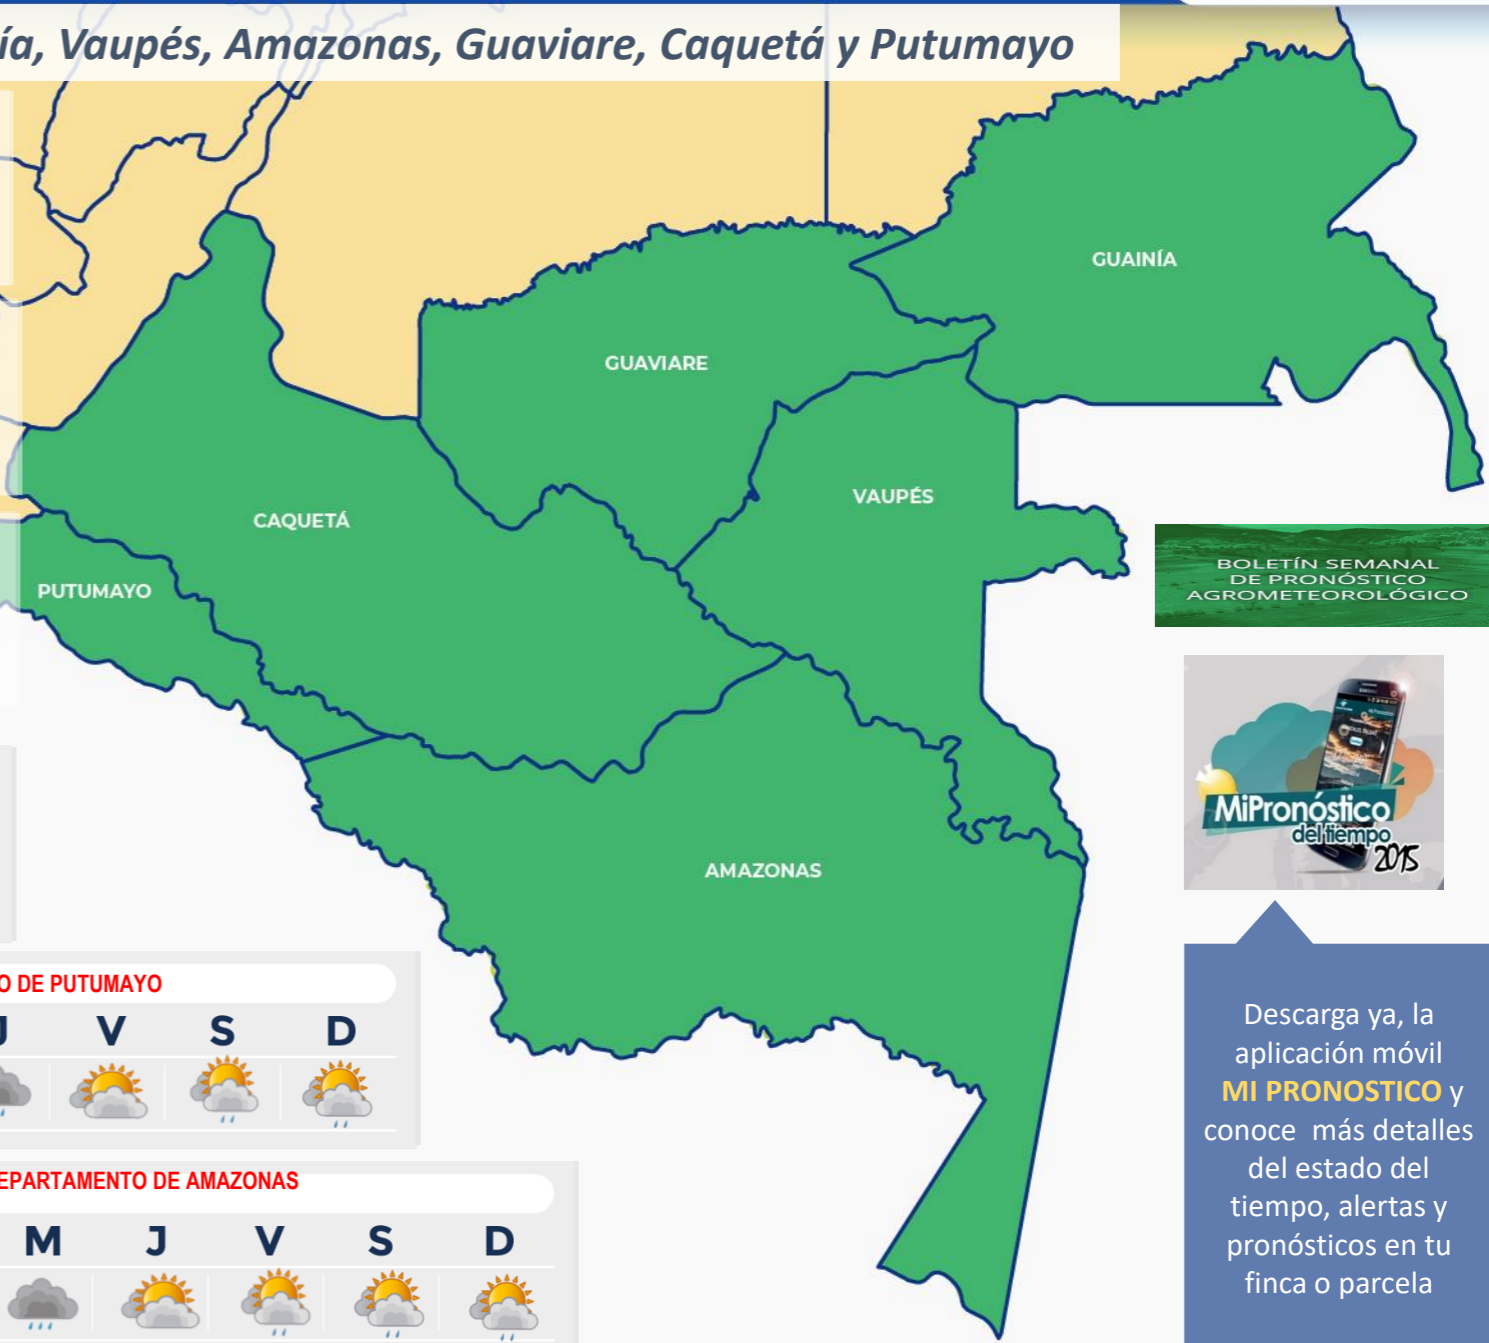 Vaupés, Amazonas, Guaviare, Caquetá y Putumayo
GUAINÍA
GUAVIARE
VAUPÉS
CAQUETÁ
PUTUMAYO
AMAZONAS
BOLETÍN SEMANAL
DE PRONÓSTICO
AGROMETEOROLÓGICO
MiPronóstico
del tiempo
2015
Descarga ya, la
aplicación móvil
MI PRONOSTICO y
conoce más detalles
del estado del
tiempo, alertas y
pronósticos en tu
finca o parcela
DE PUTUMAYO
J V S D
DE AMAZONAS
M J V S D